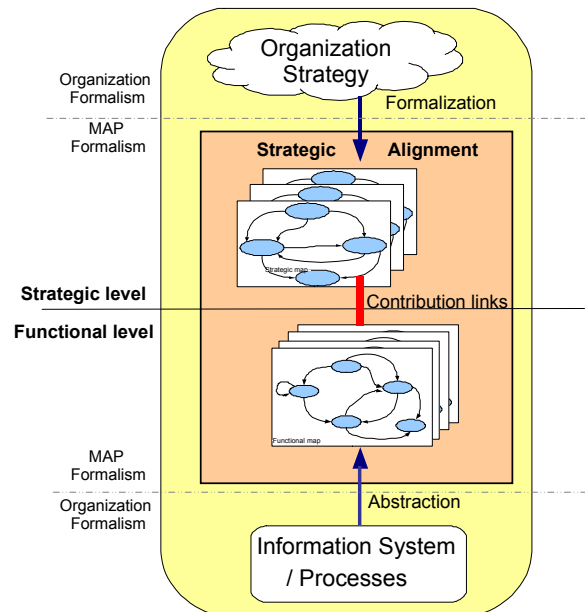 Organization
Strategy
Organization
Formalism
Formalization
MAP
Formalism
Strategic Alignment
Strategic map
Strategic level
Contribution links
Functional level
Functional map
MAP
Formalism
Abstraction
Organization
Formalism
Information System
/ Processes